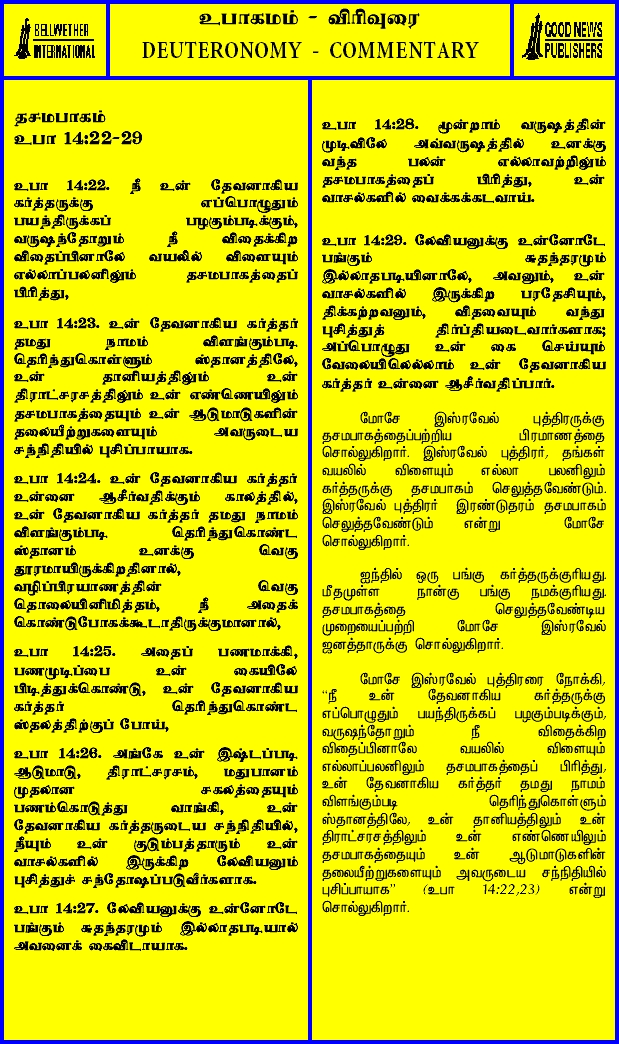 BELLWETHER
INTERNATIONAL
உபாகமம் - விரிவுரை
DEUTERONOMY - COMMENTARY
GOOD NEWS
PUBLISHERS
தசமபாகம்
உபா 14:22-29
உபா 14:22. நீ உன் தேவனாகிய
கர்த்தருக்கு எப்பொழுதும்
பயந்திருக்கப் பழகும்படிக்கும்,
வருஷந்தோறும் நீ விதைக்கிற
விதைப்பினாலே வயலில் விளையும்
எல்லாப்பலனிலும் தசமபாகத்தைப்
பிரித்து,
உபா 14:23. உன் தேவனாகிய கர்த்தர்
தமது நாமம் விளங்கும்படி
தெரிந்துகொள்ளும் ஸ்தானத்திலே,
உன் தானியத்திலும் உன்
திராட்சரசத்திலும் உன் எண்ணெயிலும்
தசமபாகத்தையும் உன் ஆடுமாடுகளின்
தலையீற்றுகளையும் அவருடைய
சந்நிதியில் புசிப்பாயாக.
உபா 14:24. உன் தேவனாகிய கர்த்தர்
உன்னை ஆசீர்வதிக்கும் காலத்தில்,
உன் தேவனாகிய கர்த்தர் தமது நாமம்
விளங்கும்படி தெரிந்துகொண்ட
ஸ்தானம் உனக்கு வெகு
தூரமாயிருக்கிறதினால்,
வழிப்பிரயாணத்தின் வெகு
தொலையினிமித்தம், நீ அதைக்
கொண்டுபோகக்கூடாதிருக்குமானால்,
உபா 14:25. அதைப் பணமாக்கி,
பணமுடிப்பை உன் கையிலே
பிடித்துக்கொண்டு, உன் தேவனாகிய
கர்த்தர் தெரிந்துகொண்ட
ஸ்தலத்திற்குப் போய்,
உபா 14:26. அங்கே உன் இஷ்டப்படி
ஆடுமாடு, திராட்சரசம், மதுபானம்
முதலான சகலத்தையும்
பணம்கொடுத்து வாங்கி, உன்
தேவனாகிய கர்த்தருடைய சந்நிதியில்,
நீயும் உன் குடும்பத்தாரும் உன்
வாசல்களில் இருக்கிற லேவியனும்
புசித்துச் சந்தோஷப்படுவீர்களாக.
உபா 14:27. லேவியனுக்கு உன்னோடே
பங்கும் சுதந்தரமும் இல்லாதபடியால்
அவனைக் கைவிடாயாக.
உபா 14:28. மூன்றாம் வருஷத்தின்
முடிவிலே அவ்வருஷத்தில் உனக்கு
வந்த பலன் எல்லாவற்றிலும்
தசமபாகத்தைப் பிரித்து, உன்
வாசல்களில் வைக்கக்கடவாய்.
உபா 14:29. லேவியனுக்கு உன்னோடே
பங்கும் சுதந்தரமும்
இல்லாதபடியினாலே, அவனும், உன்
வாசல்களில் இருக்கிற பரதேசியும்,
திக்கற்றவனும், விதவையும் வந்து
புசித்துத் திர்ப்தியடைவார்களாக;
அப்பொழுது உன் கை செய்யும்
வேலையிலெல்லாம் உன் தேவனாகிய
கர்த்தர் உன்னை ஆசீர்வதிப்பார்.
மோசே இஸ்ரவேல் புத்திரருக்கு
தசமபாகத்தைப்பற்றிய பிரமாணத்தை
சொல்லுகிறார். இஸ்ரவேல் புத்திரர், தங்கள்
வயலில் விளையும் எல்லா பலனிலும்
கர்த்தருக்கு தசமபாகம் செலுத்தவேண்டும்.
இஸ்ரவேல் புத்திரர் இரண்டுதரம் தசமபாகம்
செலுத்தவேண்டும் என்று மோசே
சொல்லுகிறார்.
ஐந்தில் ஒரு பங்கு கர்த்தருக்குரியது.
மீதமுள்ள நான்கு பங்கு நமக்குரியது.
தசமபாகத்தை செலுத்தவேண்டிய
முறையைப்பற்றி மோசே இஸ்ரவேல்
ஜனத்தாருக்கு சொல்லுகிறார்.
மோசே இஸ்ரவேல் புத்திரரை நோக்கி,
“நீ உன் தேவனாகிய கர்த்தருக்கு
எப்பொழுதும் பயந்திருக்கப் பழகும்படிக்கும்,
வருஷந்தோறும் நீ விதைக்கிற
விதைப்பினாலே வயலில் விளையும்
எல்லாப்பலனிலும் தசமபாகத்தைப் பிரித்து,
உன் தேவனாகிய கர்த்தர் தமது நாமம்
விளங்கும்படி தெரிந்துகொள்ளும்
ஸ்தானத்திலே, உன் தானியத்திலும் உன்
திராட்சரசத்திலும் உன் எண்ணெயிலும்
தசமபாகத்தையும் உன் ஆடுமாடுகளின்
தலையீற்றுகளையும் அவருடைய சந்நிதியில்
புசிப்பாயாக” (உபா 14:22,23) என்று
சொல்லுகிறார்.